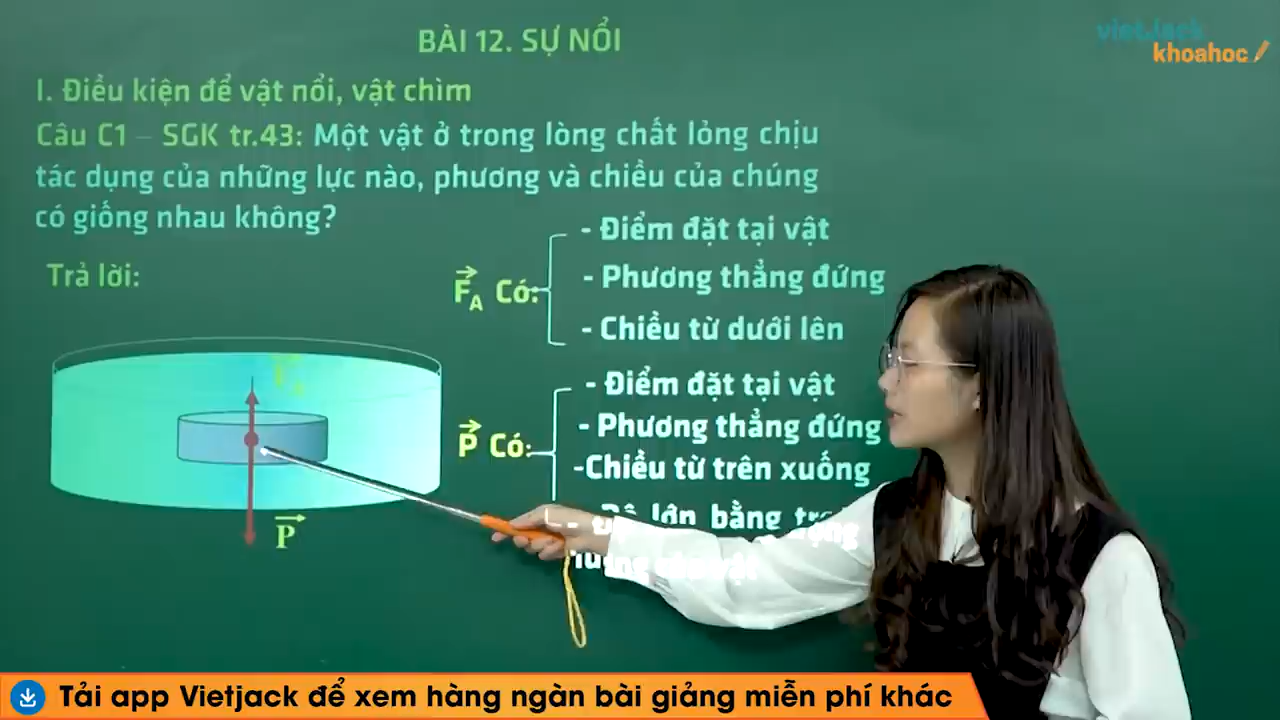 BÀI 12. SỰ NỔI
vietjack
khoahoc
I. Điều kiện để vật nổi, vật chìm
Câu C1 – SGK tr.43: Một vật ở trong lòng chất lỏng chịu
tác dụng của những lực nào, phương và chiều của chúng
có giống nhau không?
Trả lời:
F_A Có:
- Điểm đặt tại vật
- Phương thẳng đứng
- Chiều từ dưới lên
P Có:
- Điểm đặt tại vật
- Phương thẳng đứng
-Chiều từ trên xuống
lớn bằng
P
Tải app Vietjack để xem hàng ngàn bài giảng miễn phí khác